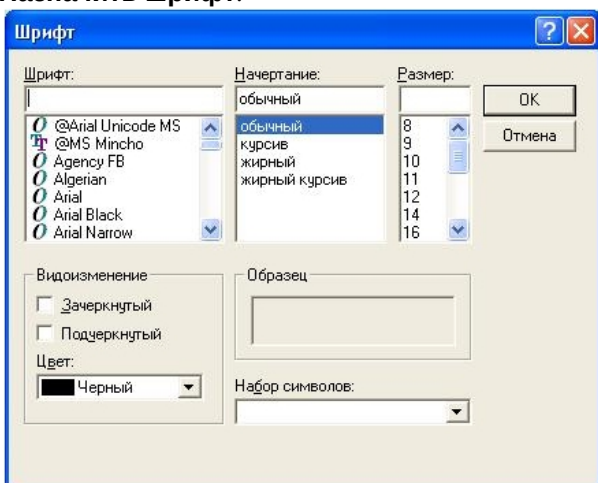 Шрифт
Шрифт:
Начертание:
Размер:
обычный
OK
Отмена
@Arial Unicode MS
@MS Mincho
Agency FB
Algerian
Arial
Arial Black
Arial Narrow
обычный
курсив
жирный
жирный курсив
8
9
10
11
12
14
16
Видоизменение
Зачеркнутый
Подчеркнутый
Цвет:
Черный
Образец
Набор символов: